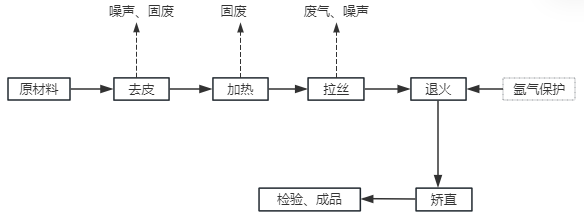 噪声、固废
固废
废气、噪声
原材料
去皮
加热
拉丝
退火
氩气保护
检验、成品
矫直